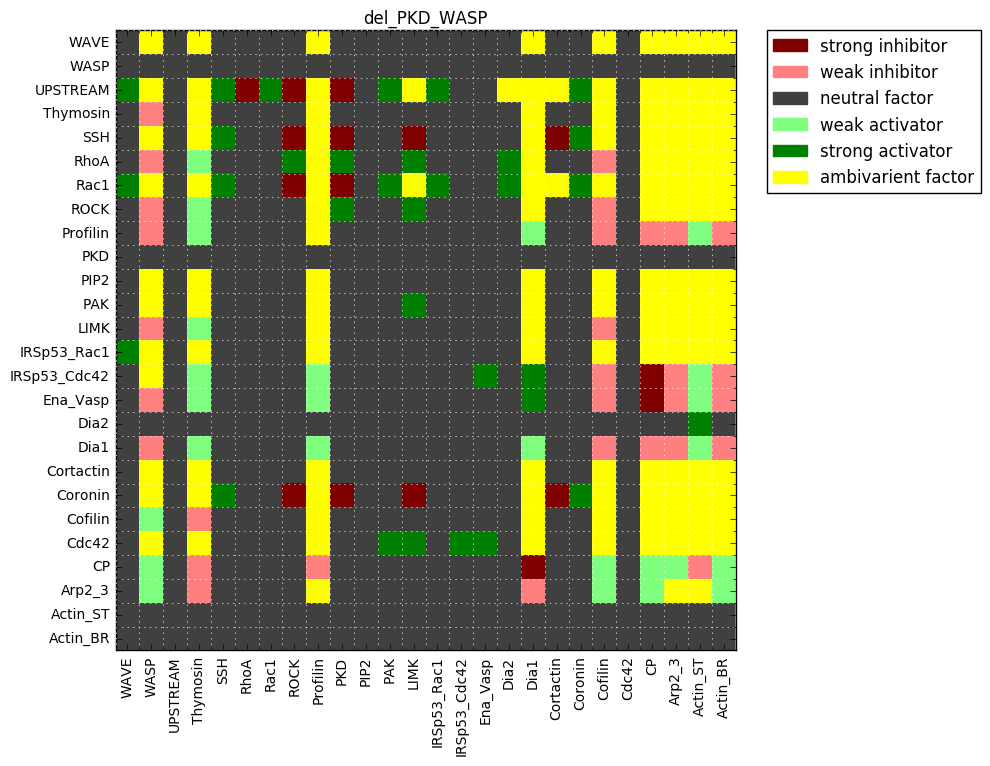 del_PKD_WASP
strong inhibitor
weak inhibitor
neutral factor
weak activator
strong activator
ambivarient factor
WAVE
WASP
UPSTREAM
Thymosin
SSH
RhoA
Rac1
ROCK
Profilin
PKD
PIP2
PAK
LIMK
IRSp53_Rac1
IRSp53_Cdc42
Ena_Vasp
Dia2
Dia1
Cortactin
Coronin
Cofilin
Cdc42
CP
Arp2_3
Actin_ST
Actin_BR
WAVE
WASP
UPSTREAM
Thymosin
SSH
RhoA
Rac1
ROCK
Profilin
PKD
PIP2
PAK
LIMK
IRSp53_Rac1
IRSp53_Cdc42
Ena_Vasp
Dia2
Dia1
Cortactin
Coronin
Cofilin
Cdc42
CP
Arp2_3
Actin_ST
Actin_BR